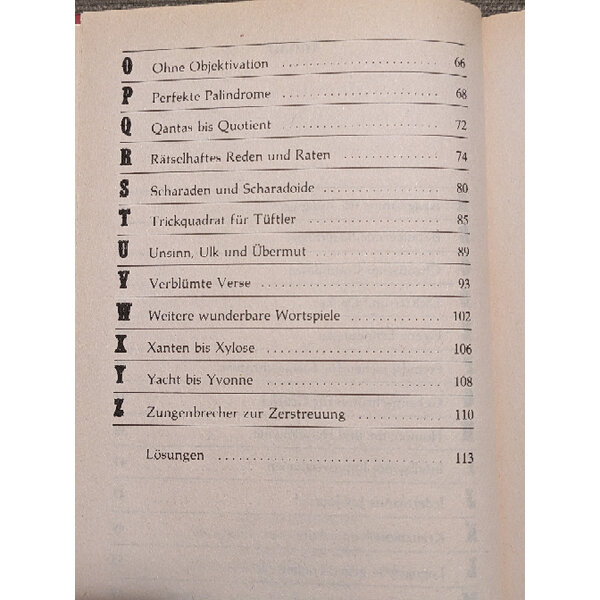 O Ohne Objektivation . . . . . . . . . . . . . . . . . . . . . 66
P Perfekte Palindrome . . . . . . . . . . . . . . . . . . . . . 68
Q Qantas bis Quotient . . . . . . . . . . . . . . . . . . . . . 72
R Rätselhaftes Reden und Raten . . . . . . . . . . . . . 74
S Scharaden und Scharadoide . . . . . . . . . . . . . . . 80
T Trickquadrat für Tüftler . . . . . . . . . . . . . . . . . . 85
U Unsinn, Ulk und Übermut . . . . . . . . . . . . . . . . 89
V Verblümte Verse . . . . . . . . . . . . . . . . . . . . . . . 93
W Weitere wunderbare Wortspiele . . . . . . . . . . . . 102
X Xanten bis Xylose . . . . . . . . . . . . . . . . . . . . . . 106
Y Yacht bis Yvonne . . . . . . . . . . . . . . . . . . . . . . 108
Z Zungenbrecher zur Zerstreuung . . . . . . . . . . . . 110
Lösungen . . . . . . . . . . . . . . . . . . . . . . . . . . . . 113